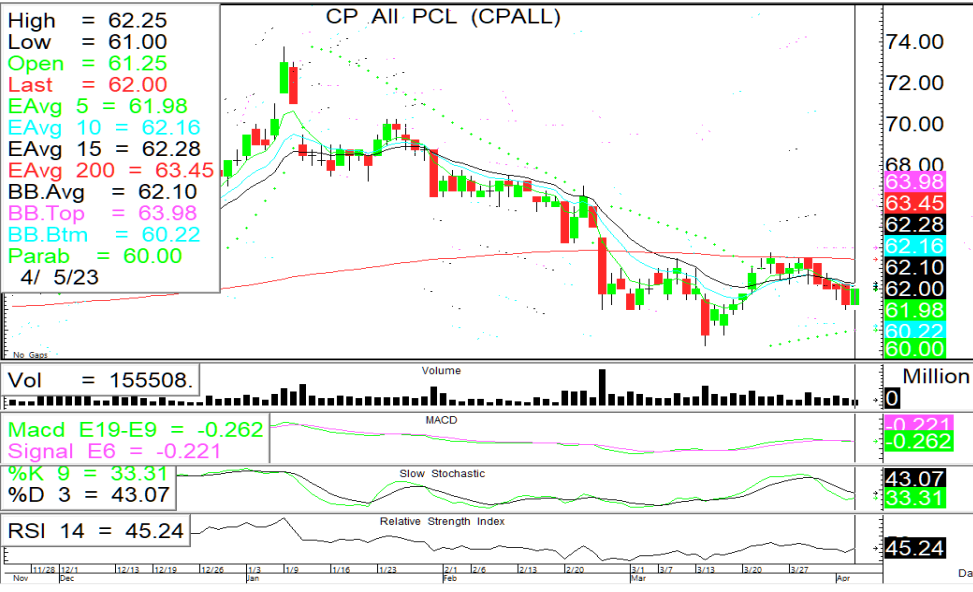 CP All PCL (CPALL)
High = 62.25
Low = 61.00
Open = 61.25
Last = 62.00
EAvg 5 = 61.98
EAvg 10 = 62.16
EAvg 15 = 62.28
EAvg 200 = 63.45
BB.Avg = 62.10
BB.Top = 63.98
BB.Btm = 60.22
Parab = 60.00
4/ 5/23
No Gaps
74.00
72.00
70.00
68.00
63.98
63.45
62.28
62.16
62.10
62.00
61.98
60.22
60.00
Volume
Vol = 155508.
Million
0
MACD
Macd E19-E9 = -0.262
Signal E6 = -0.221
-0.221
-0.262
Slow Stochastic
%K 9 = 33.31
%D 3 = 43.07
43.07
33.31
Relative Strength Index
RSI 14 = 45.24
45.24
11/28 12/1 12/13 12/19 12/26 1/3 1/9 1/16 1/23 2/1 2/6 2/13 2/20 3/1 3/7 3/13 3/20 3/27
Nov Dec Jan Feb Mar Apr